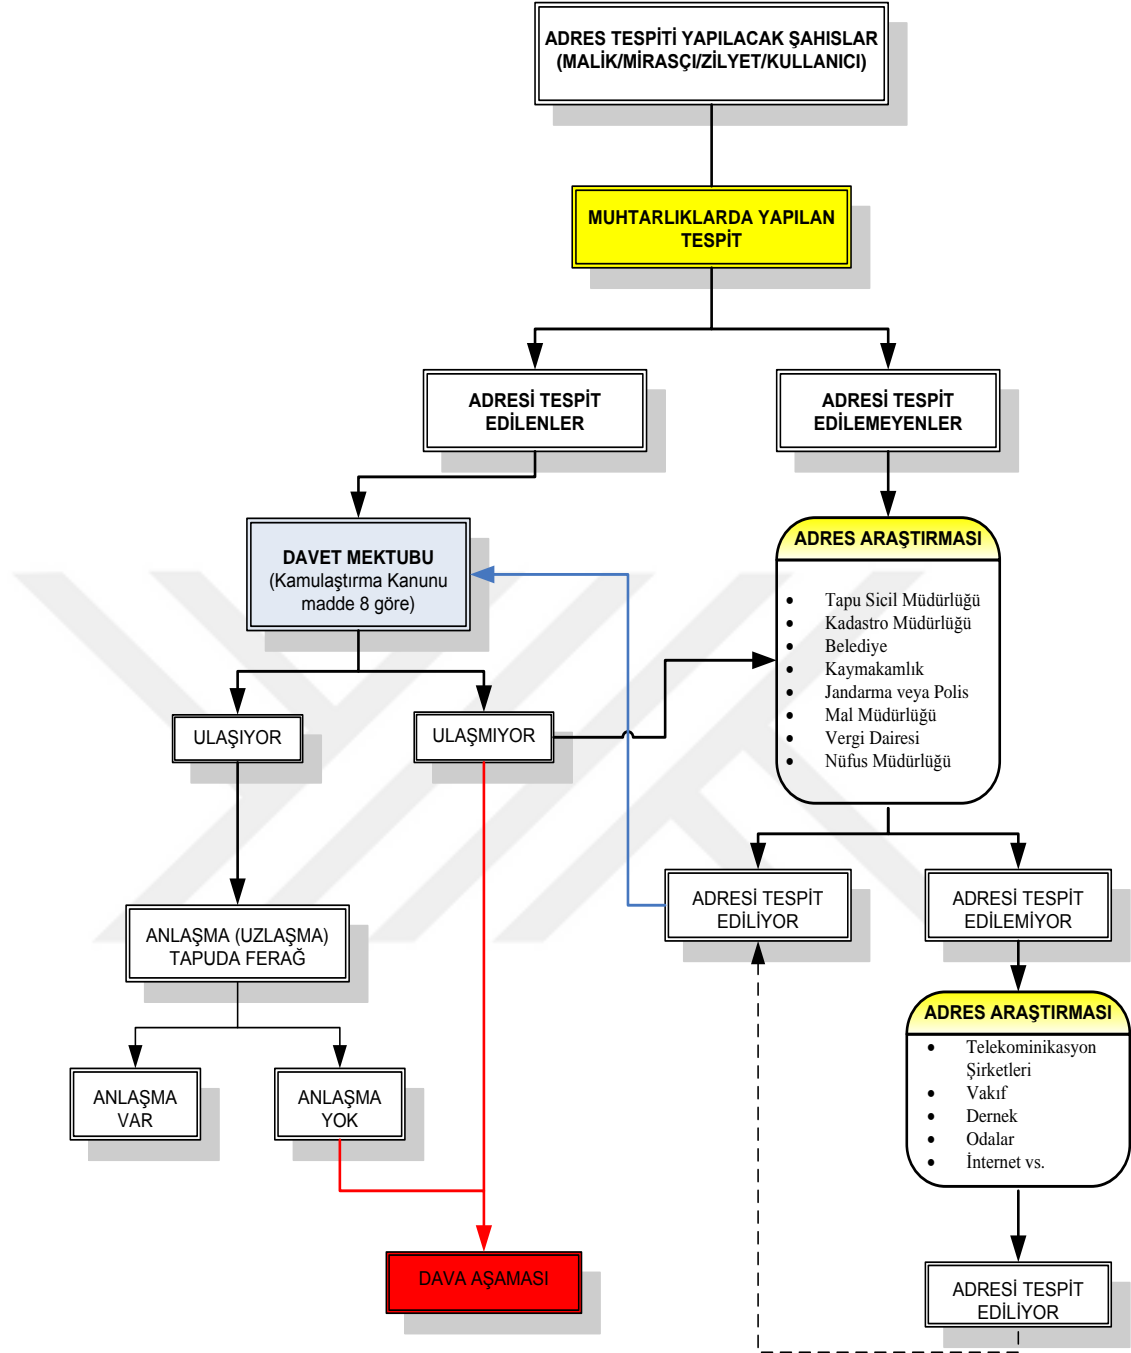 ADRES TESPİTİ YAPILACAK ŞAHISLAR
(MALİK/MİRASÇI/ZİLYET/KULLANICI)
MUHTARLIKLARDA YAPILAN
TESPİT
ADRESİ TESPİT
EDİLENLER
ADRESİ TESPİT
EDİLEMEYENLER
DAVET MEKTUBU
(Kamulaştırma Kanunu
madde 8 göre)
ADRES ARAŞTIRMASI
• Tapu Sicil Müdürlüğü
• Kadastro Müdürlüğü
• Belediye
• Kaymakamlık
• Jandarma veya Polis
• Mal Müdürlüğü
• Vergi Dairesi
• Nüfus Müdürlüğü
ULAŞIYOR
ULAŞMIYOR
ADRESİ TESPİT
EDİLİYOR
ADRESİ TESPİT
EDİLEMİYOR
ANLAŞMA (UZLAŞMA)
TAPUDA FERAĞ
ADRES ARAŞTIRMASI
• Telekominikasyon
Şirketleri
• Vakıf
• Dernek
• Odalar
• İnternet vs.
ANLAŞMA
VAR
ANLAŞMA
YOK
DAVA AŞAMASI
ADRESİ TESPİT
EDİLİYOR